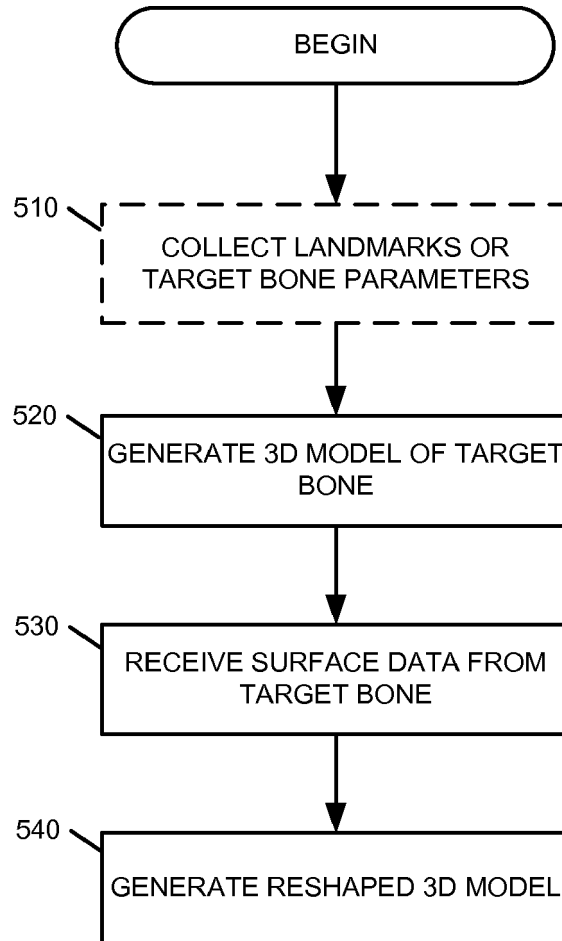 BEGIN
510
COLLECT LANDMARKS OR
TARGET BONE PARAMETERS
520
GENERATE 3D MODEL OF TARGET
BONE
530
RECEIVE SURFACE DATA FROM
TARGET BONE
540
GENERATE RESHAPED 3D MODEL